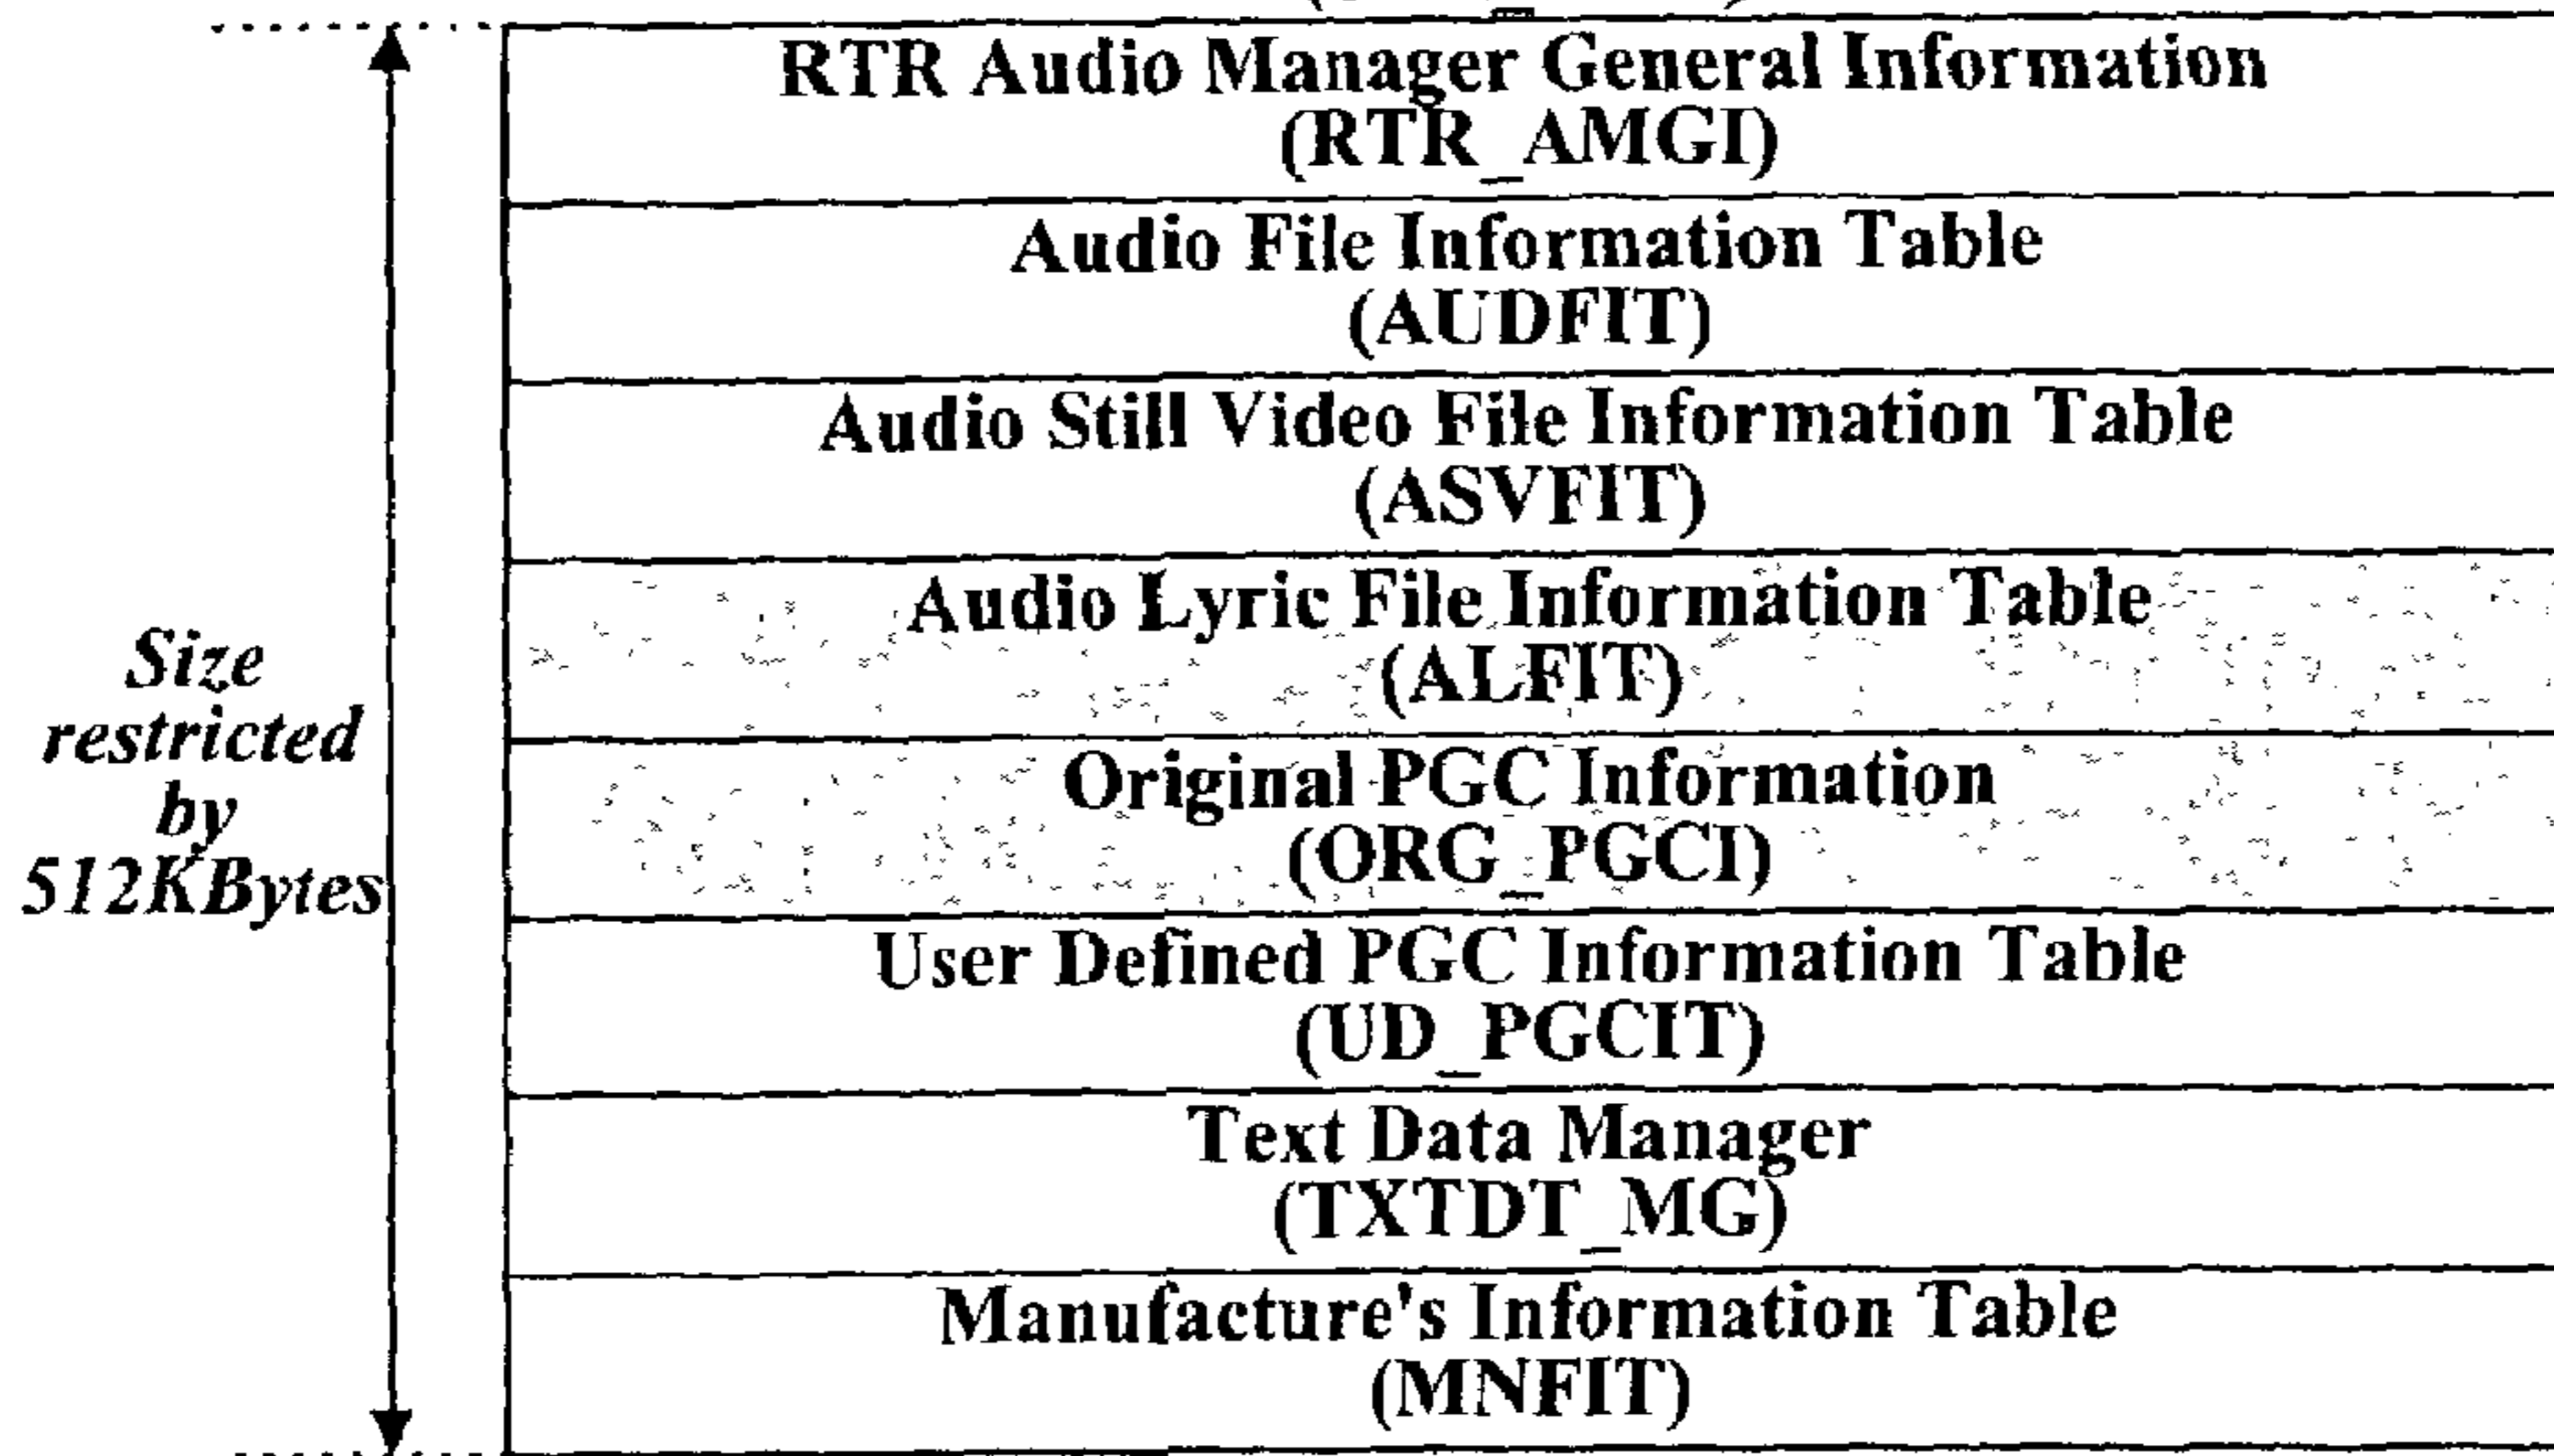 RTR Audio Manager General Information
(RTR_AMGI)
Audio File Information Table
(AUDFIT)
Audio Still Video File Information Table
(ASVFIT)
Audio Lyric File Information Table
(ALFIT)
Original PGC Information
(ORG_PGCI)
User Defined PGC Information Table
(UD_PGCIT)
Text Data Manager
(TXTDT_MG)
Manufacture's Information Table
(MNFIT)
Size
restricted
by
512KBytes